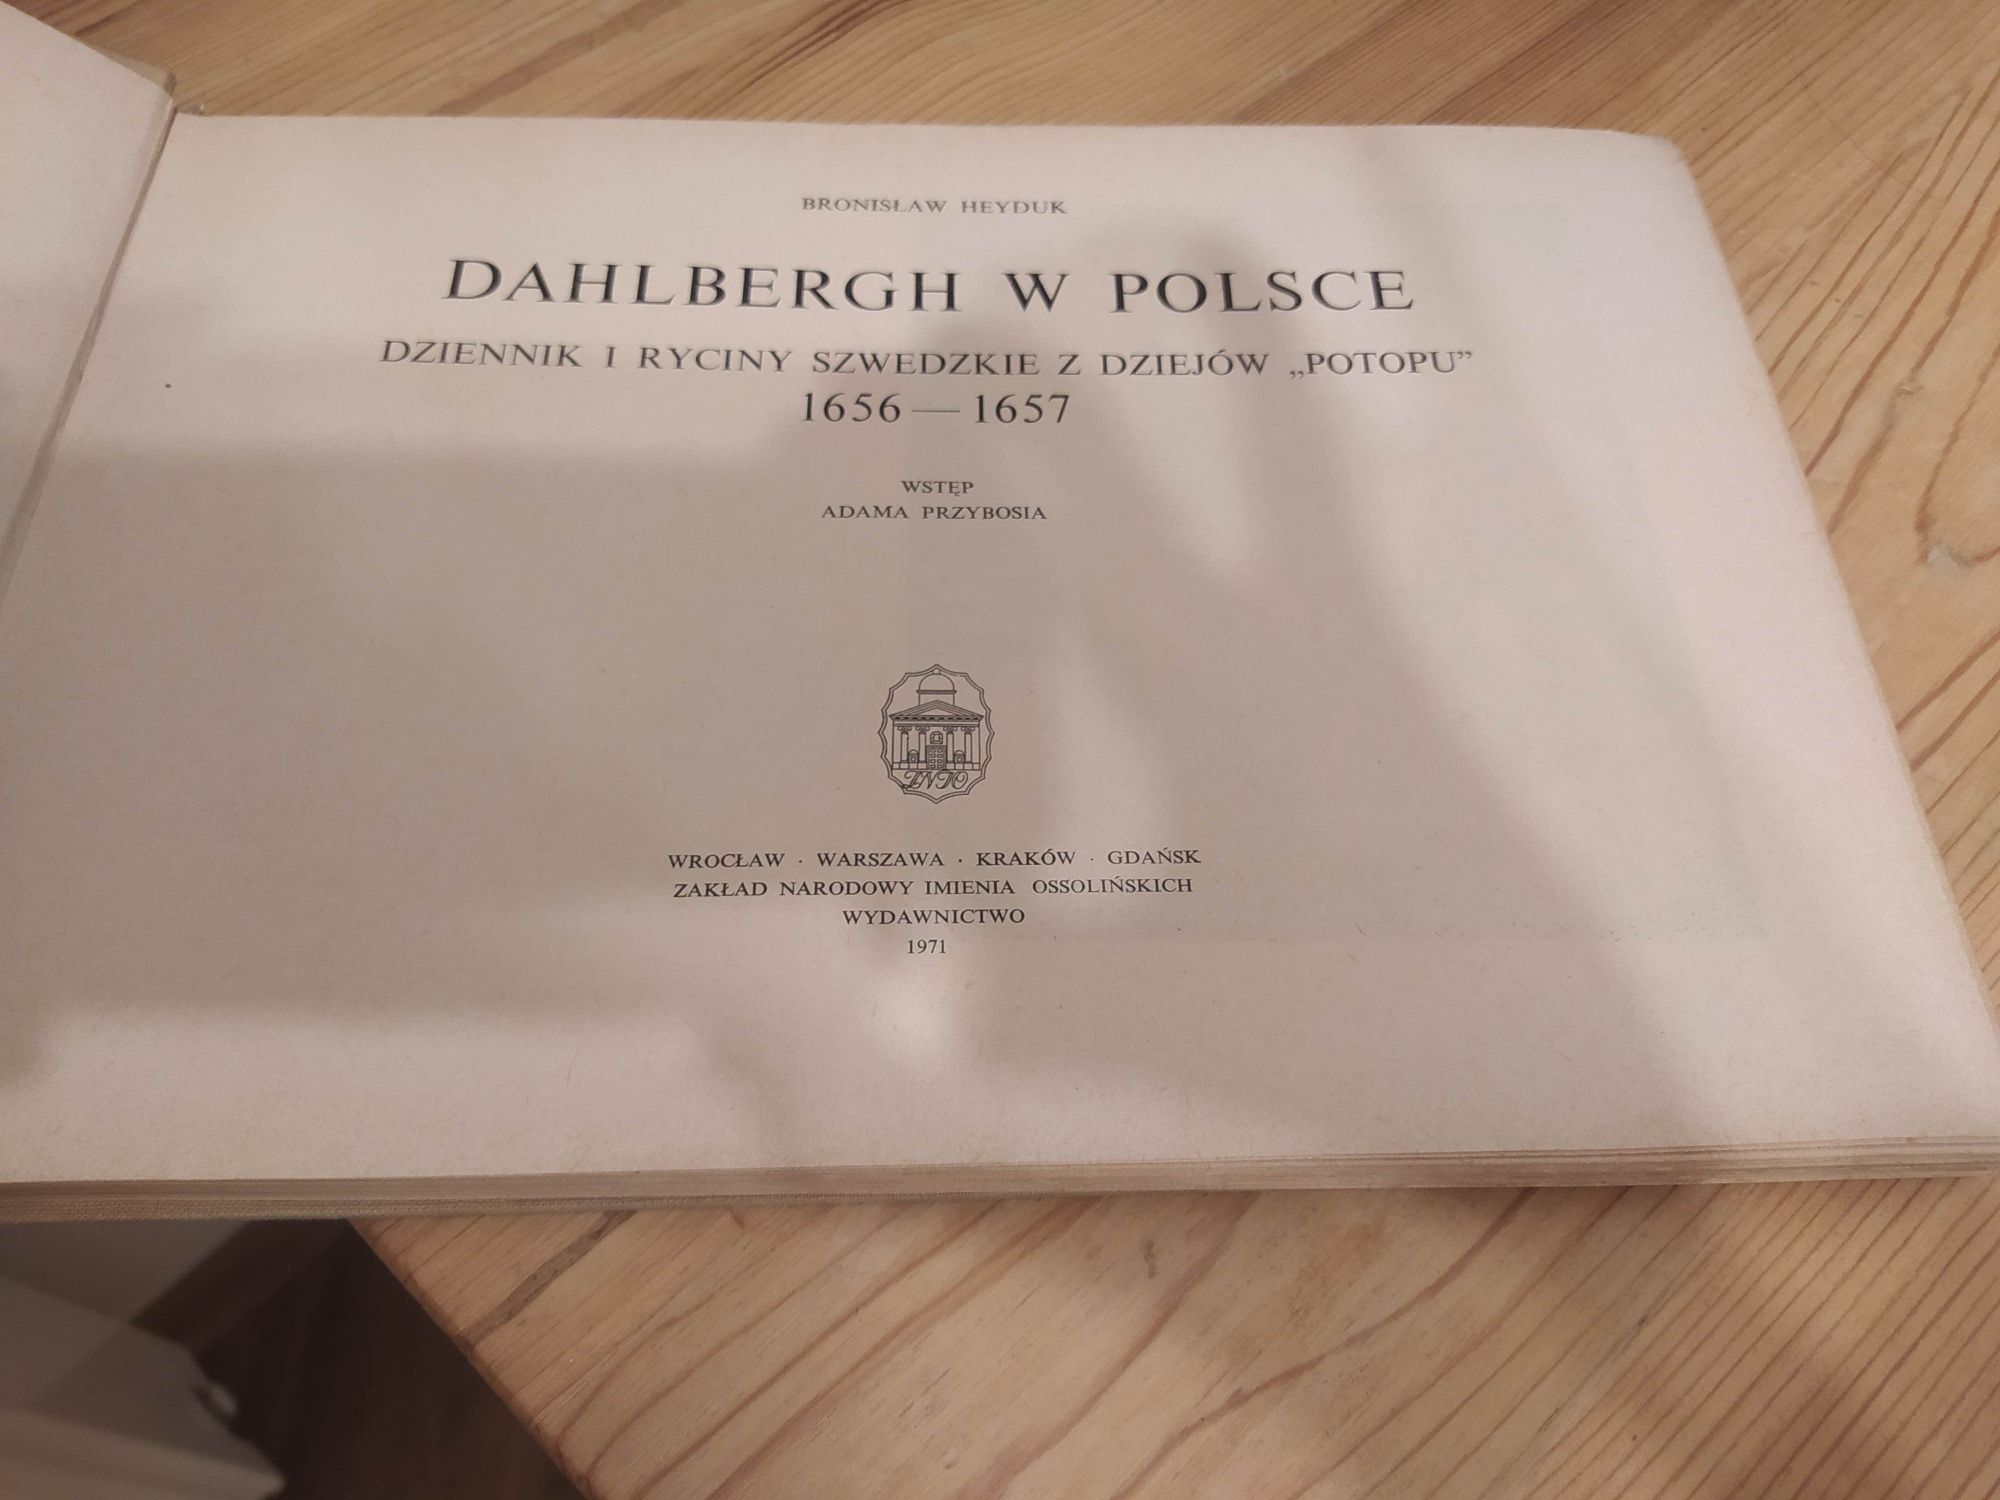 BRONISŁAW HEYDUK
DAHLBERGH W POLSCE
DZIENNIK I RYCINY SZWEDZKIE Z DZIEJÓW „POTOPU”
1656 — 1657
WSTĘP
ADAMA PRZYBOSIA
ZNiO
WROCŁAW · WARSZAWA · KRAKÓW · GDAŃSK
ZAKŁAD NARODOWY IMIENIA OSSOLIŃSKICH
WYDAWNICTWO
1971